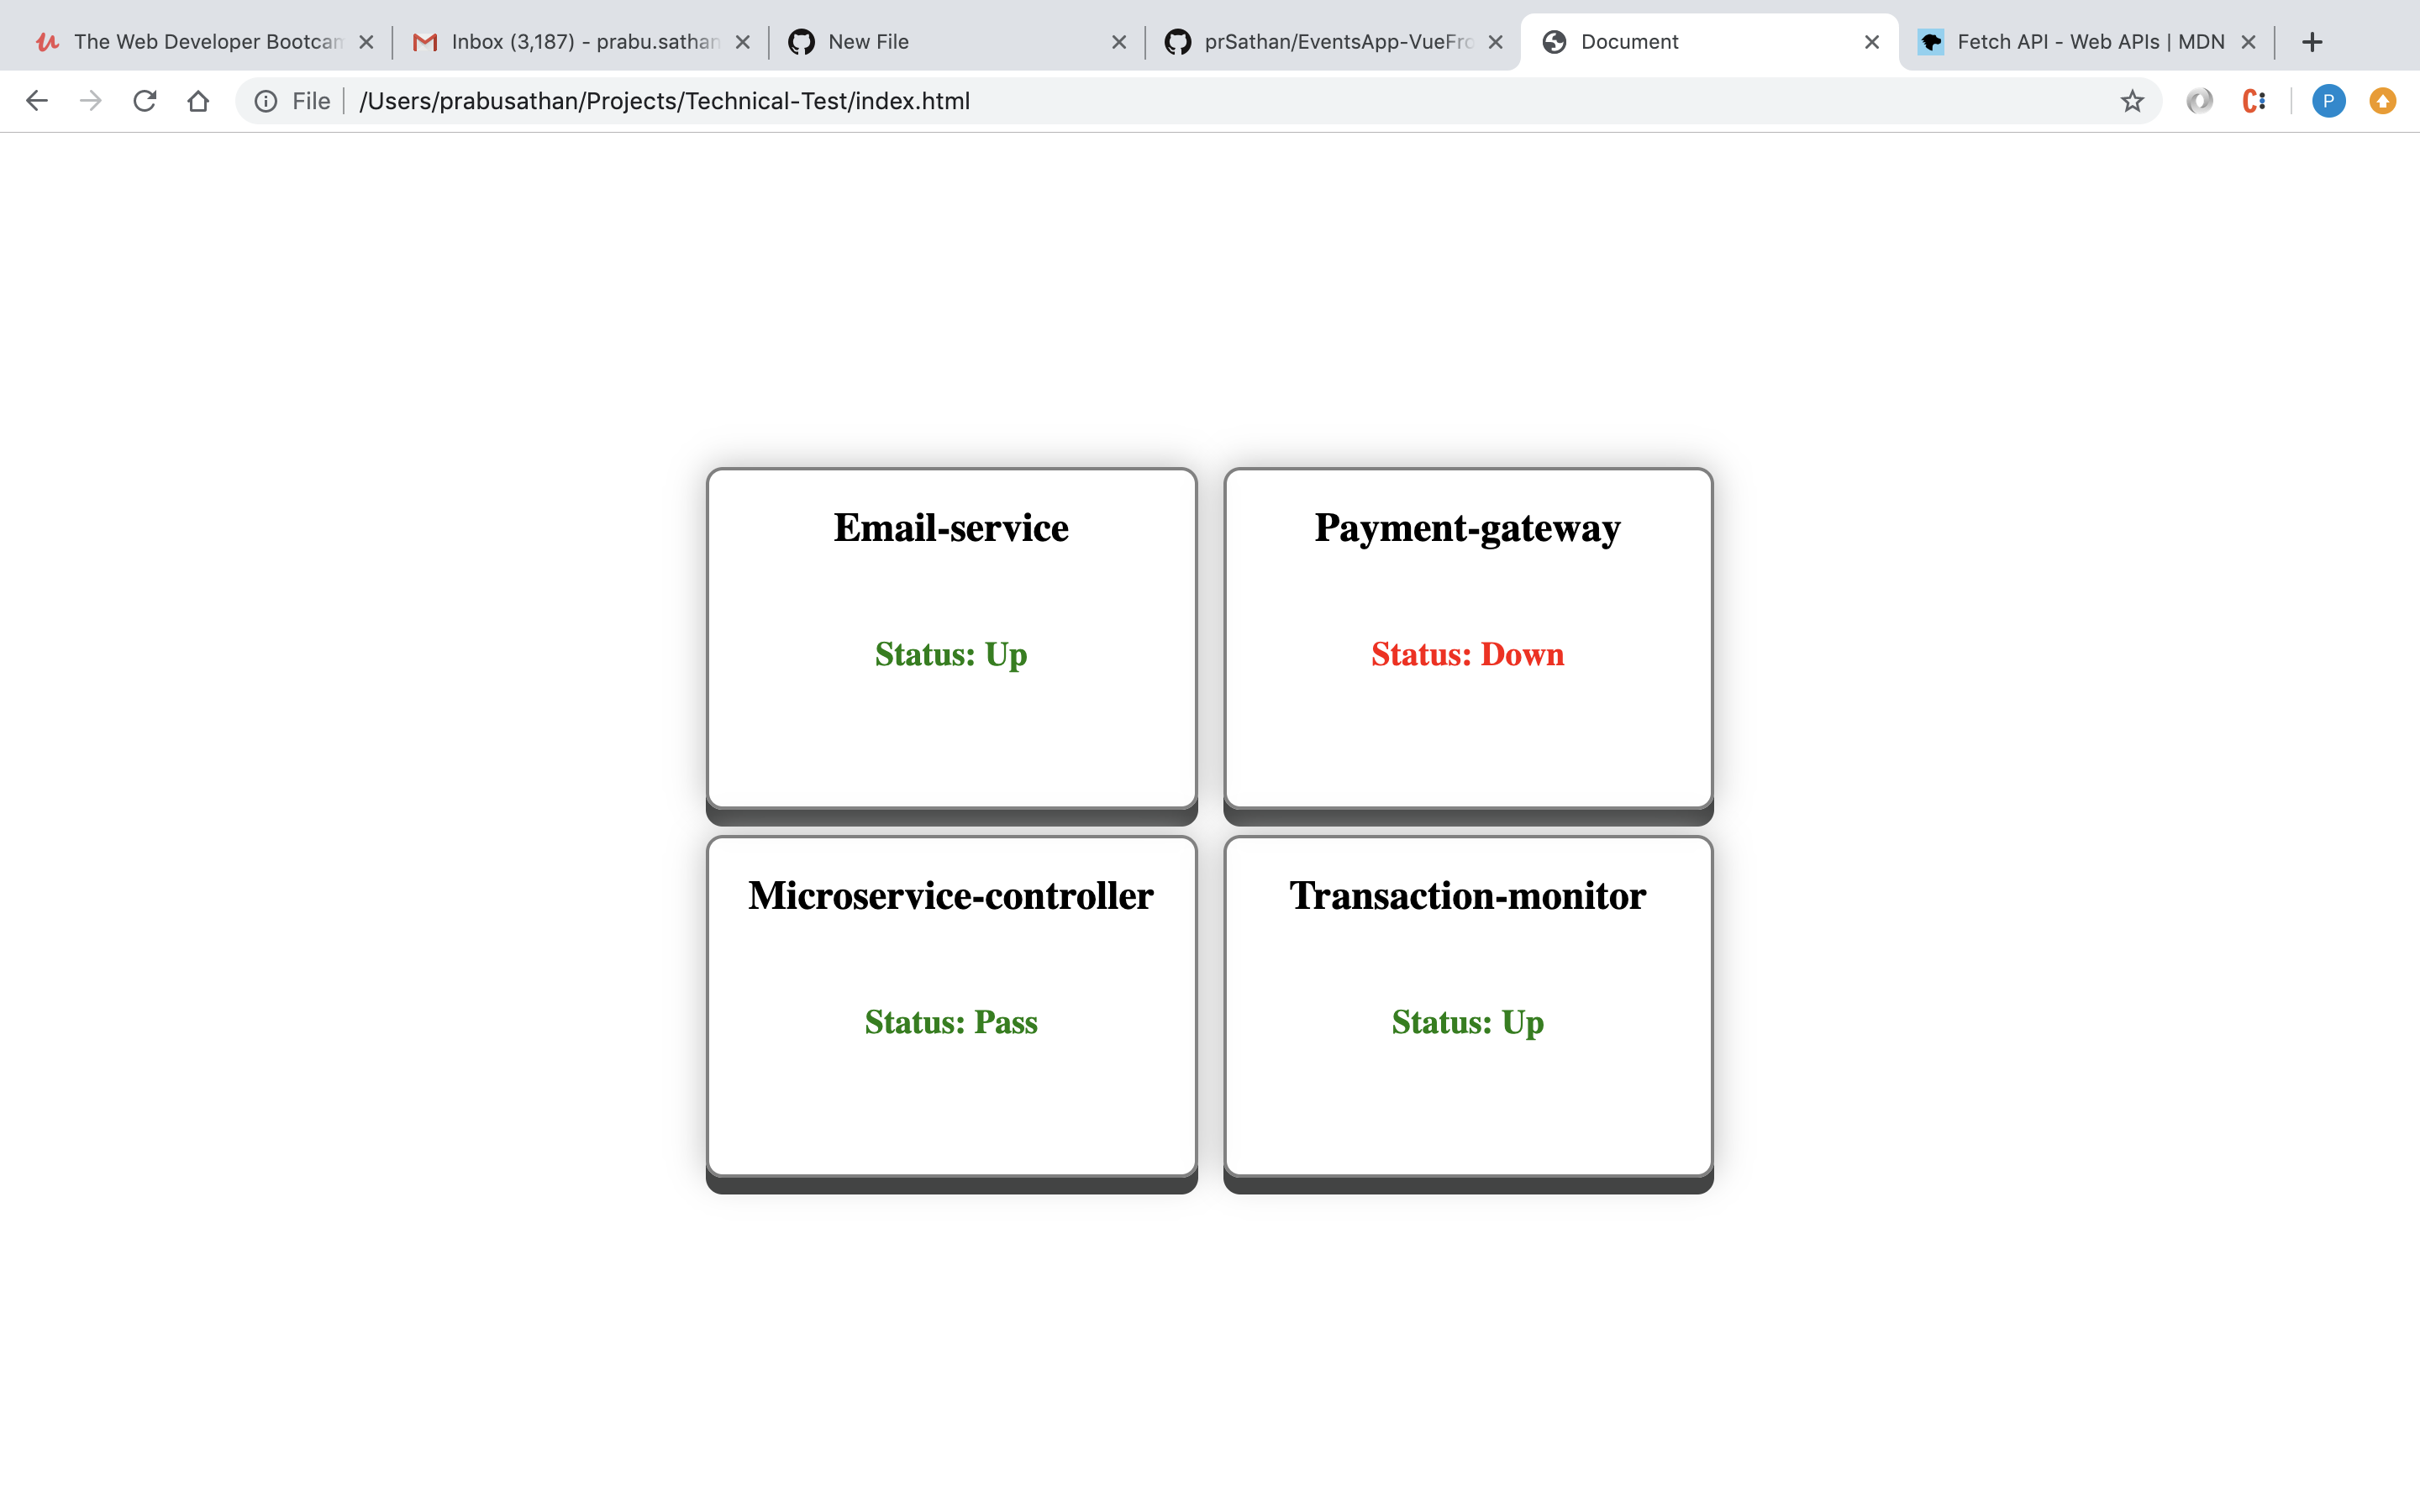 The Web Developer Bootcam
Inbox (3,187) - prabu.sathan
New File
prSathan/EventsApp-VueFro
Document
Fetch API - Web APIs | MDN
File
/Users/prabusathan/Projects/Technical-Test/index.html
P
Email-service
Payment-gateway
Status: Up
Status: Down
Microservice-controller
Transaction-monitor
Status: Pass
Status: Up